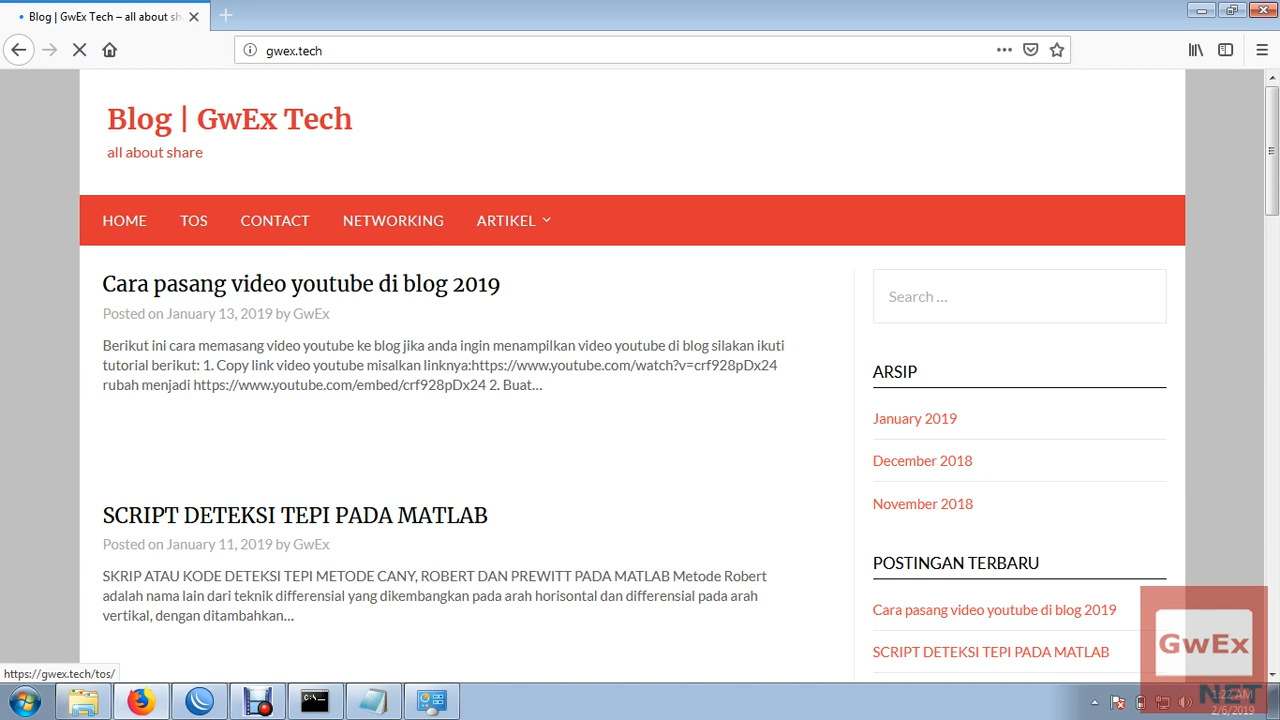 Blog | GwEx Tech – all about sh
gwex.tech
Blog | GwEx Tech
all about share
HOME TOS CONTACT NETWORKING ARTIKEL
Cara pasang video youtube di blog 2019
Posted on January 13, 2019 by GwEx
Berikut ini cara memasang video youtube ke blog jika anda ingin menampilkan video youtube di blog silakan ikuti
tutorial berikut: 1. Copy link video youtube misalkan linknya:https://www.youtube.com/watch?v=crf928pDx24
rubah menjadi https://www.youtube.com/embed/crf928pDx24 2. Buat...
SCRIPT DETEKSI TEPI PADA MATLAB
Posted on January 11, 2019 by GwEx
SKRIP ATAU KODE DETEKSI TEPI METODE CANY, ROBERT DAN PREWITT PADA MATLAB Metode Robert
adalah nama lain dari teknik differensial yang dikembangkan pada arah horisontal dan differensial pada arah
vertikal, dengan ditambahkan...
Search ...
ARSIP
January 2019
December 2018
November 2018
POSTINGAN TERBARU
Cara pasang video youtube di blog 2019
SCRIPT DETEKSI TEPI PADA MATLAB
https://gwex.tech/tos/
GwEx
NET
1:22 AM
2/6/2019